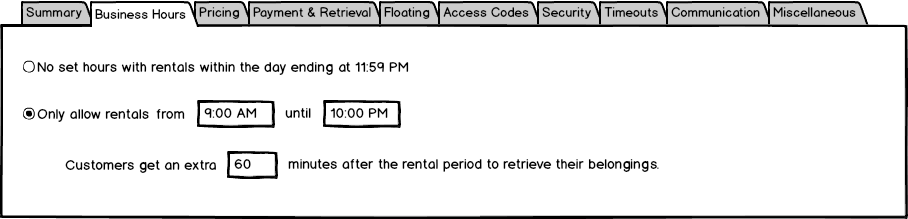 Summary Business Hours Pricing Payment & Retrieval Floating Access Codes Security Timeouts Communication Miscellaneous
No set hours with rentals within the day ending at 11:59 PM
Only allow rentals from 9:00 AM until 10:00 PM
Customers get an extra 60 minutes after the rental period to retrieve their belongings.